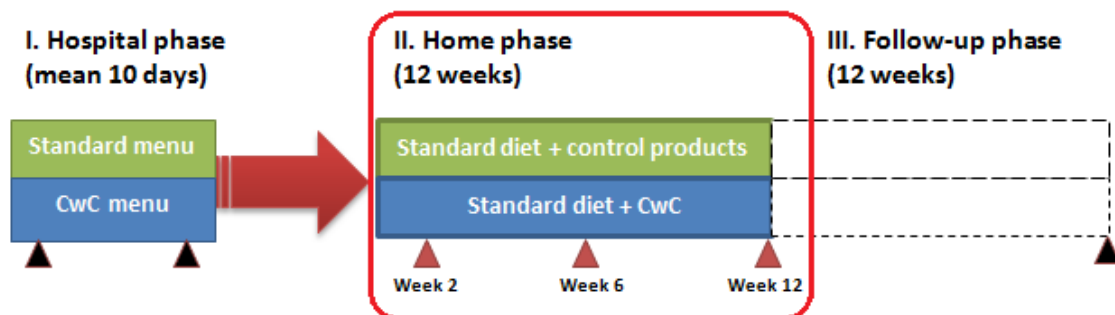 I. Hospital phase
(mean 10 days)
II. Home phase
(12 weeks)
III. Follow-up phase
(12 weeks)
Standard menu
CwC menu
Standard diet + control products
Standard diet + CwC
Week 2
Week 6
Week 12